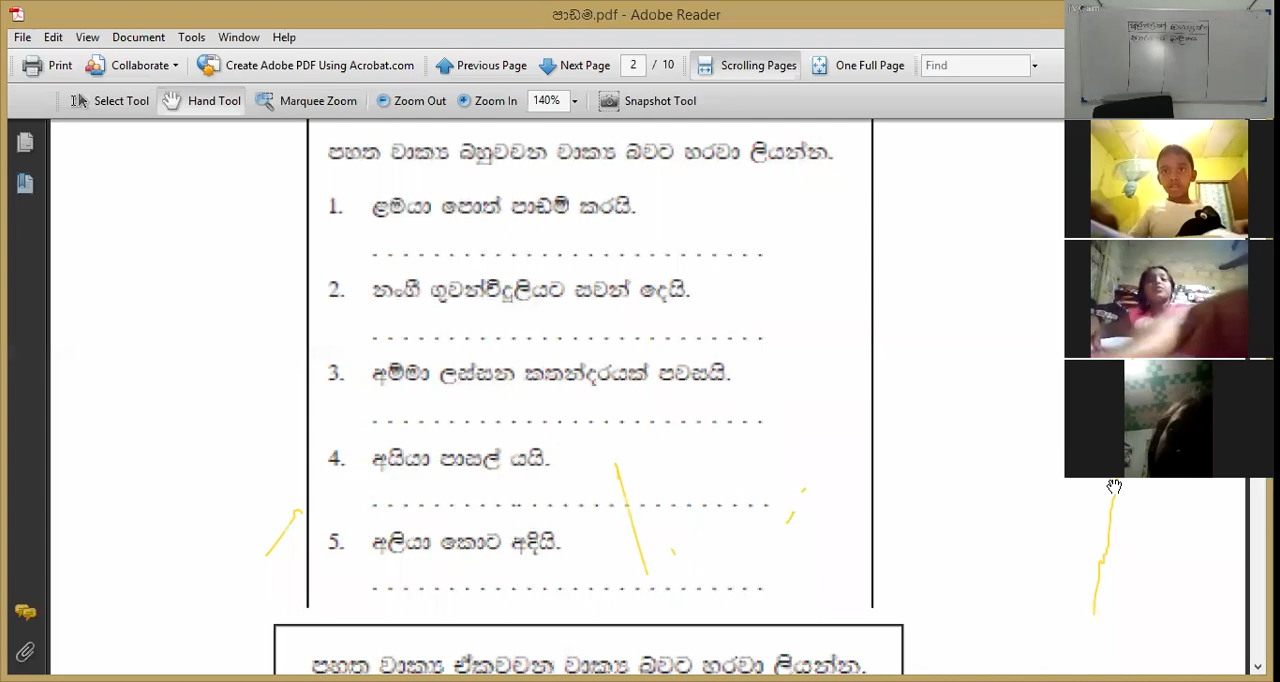 පාඩම.pdf - Adobe Reader
File Edit View Document Tools Window Help
Print Collaborate Create Adobe PDF Using Acrobat.com Previous Page Next Page 2 / 10 Scrolling Pages One Full Page Find
Select Tool Hand Tool Marquee Zoom Zoom Out Zoom In 140% Snapshot Tool
පහත වාක්‍ය බහුවචන වාක්‍ය බවට හරවා ලියන්න.
1. ළමයා පොත් පාඩම් කරයි.
2. නංගී ගුවන්විදුලියට සවන් දෙයි.
3. අම්මා ලස්සන කතන්දරයක් පවසයි.
4. අයියා පාසල් යයි.
5. අලියා කොට අදියි.
පහත වාක්‍ය ඒකවචන වාක්‍ය බවට හරවා ලියන්න.